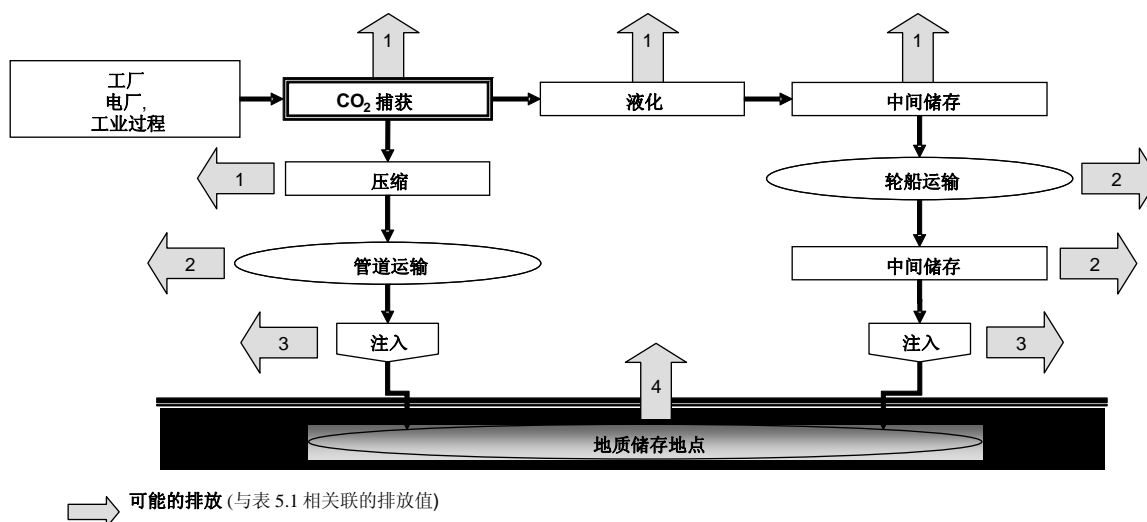 1
1
1
工厂
电厂,
工业过程
CO₂ 捕获
液化
中间储存
1
压缩
轮船运输
2
2
管道运输
中间储存
2
3
注入
注入
3
4
地质储存地点
可能的排放 (与表 5.1 相关联的排放值)